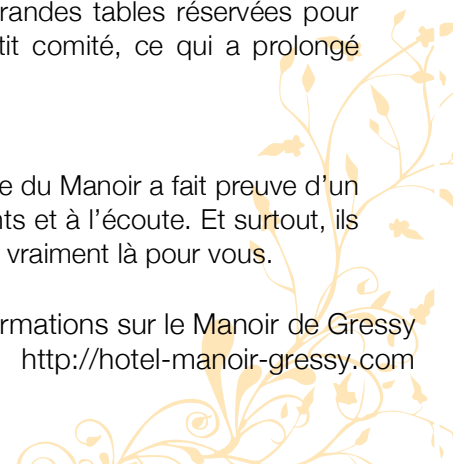 randes tables réservées pour
tit comité, ce qui a prolongé
e du Manoir a fait preuve d’un
nts et à l’écoute. Et surtout, ils
vraiment là pour vous.
rmations sur le Manoir de Gressy
http://hotel-manoir-gressy.com